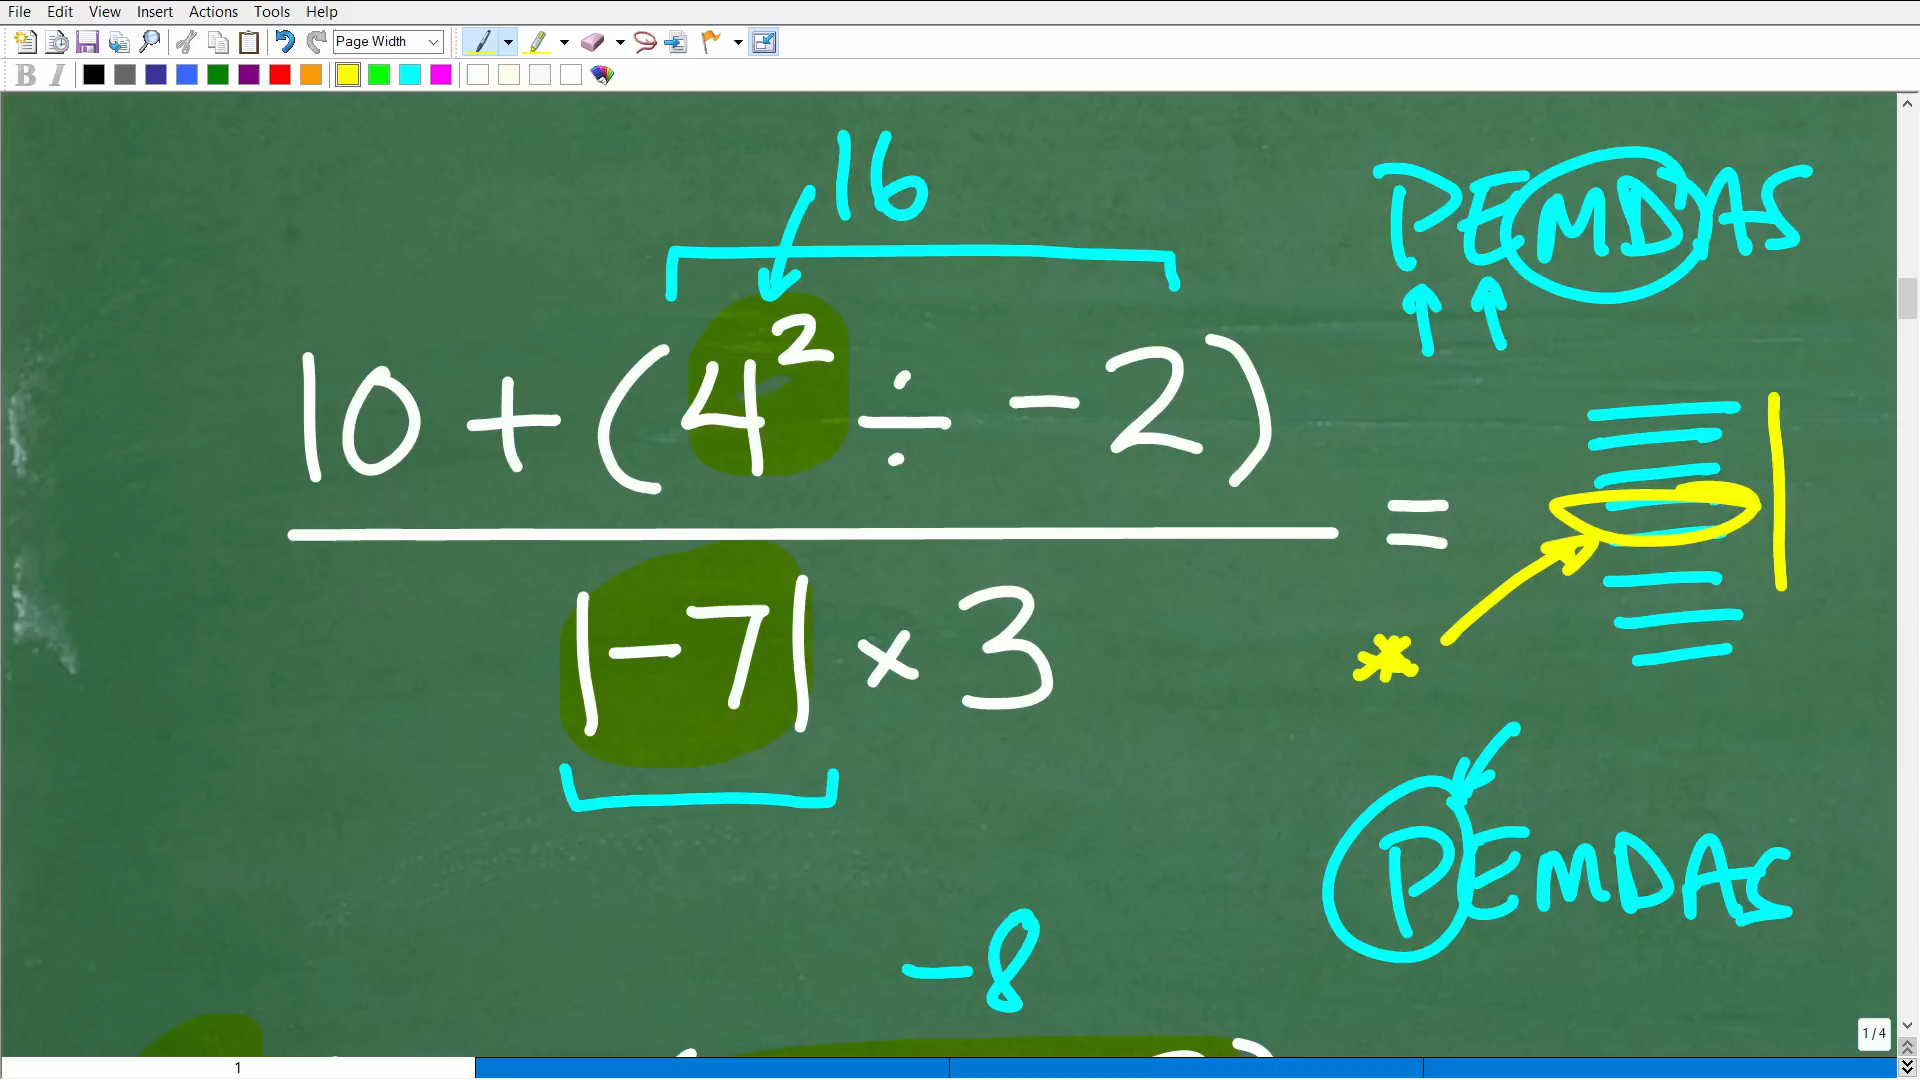 File Edit View Insert Actions Tools Help
Page Width
B I
16
PEMDAS
10 + (4² ÷ -2)
=
|-7| × 3
*
PEMDAS
-8
1 / 4
1